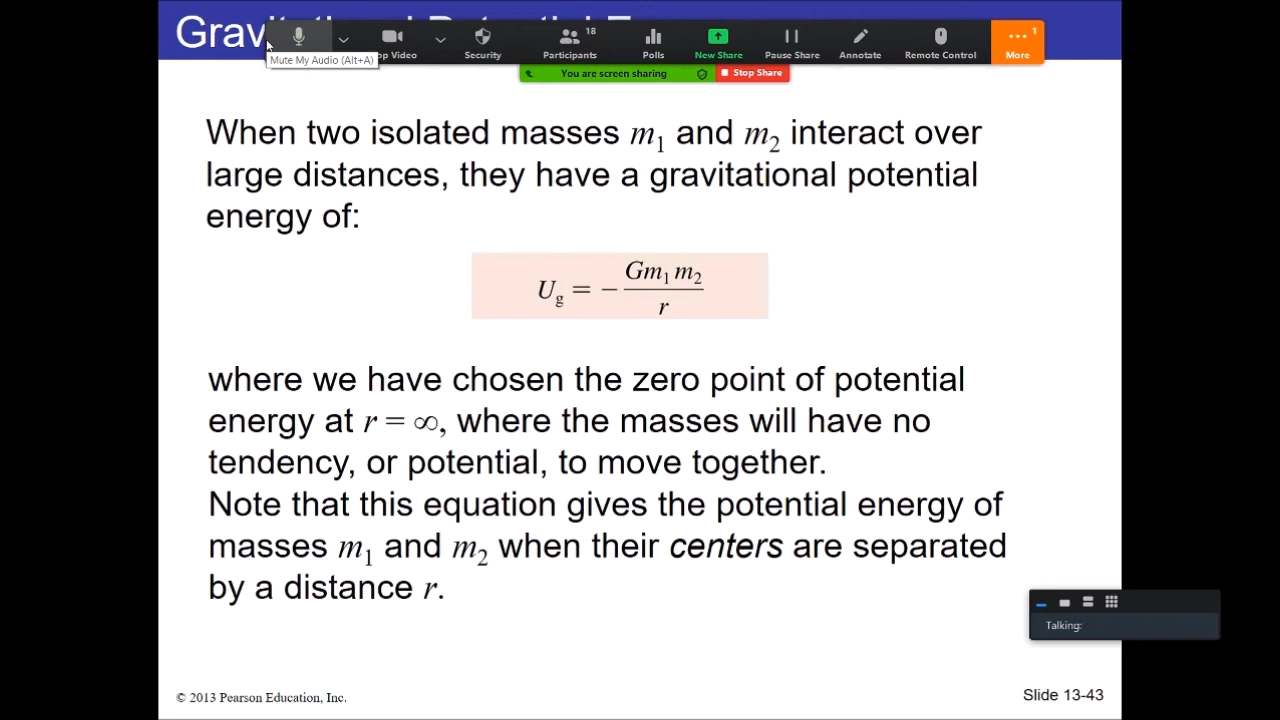 Grav
Mute My Audio (Alt+A)
op Video
Security
Participants
18
Polls
New Share
Pause Share
Annotate
Remote Control
More
1
You are screen sharing
Stop Share
When two isolated masses m₁ and m₂ interact over
large distances, they have a gravitational potential
energy of:
U_g = − Gm₁m₂ / r
where we have chosen the zero point of potential
energy at r = ∞, where the masses will have no
tendency, or potential, to move together.
Note that this equation gives the potential energy of
masses m₁ and m₂ when their centers are separated
by a distance r.
Talking:
© 2013 Pearson Education, Inc.
Slide 13-43